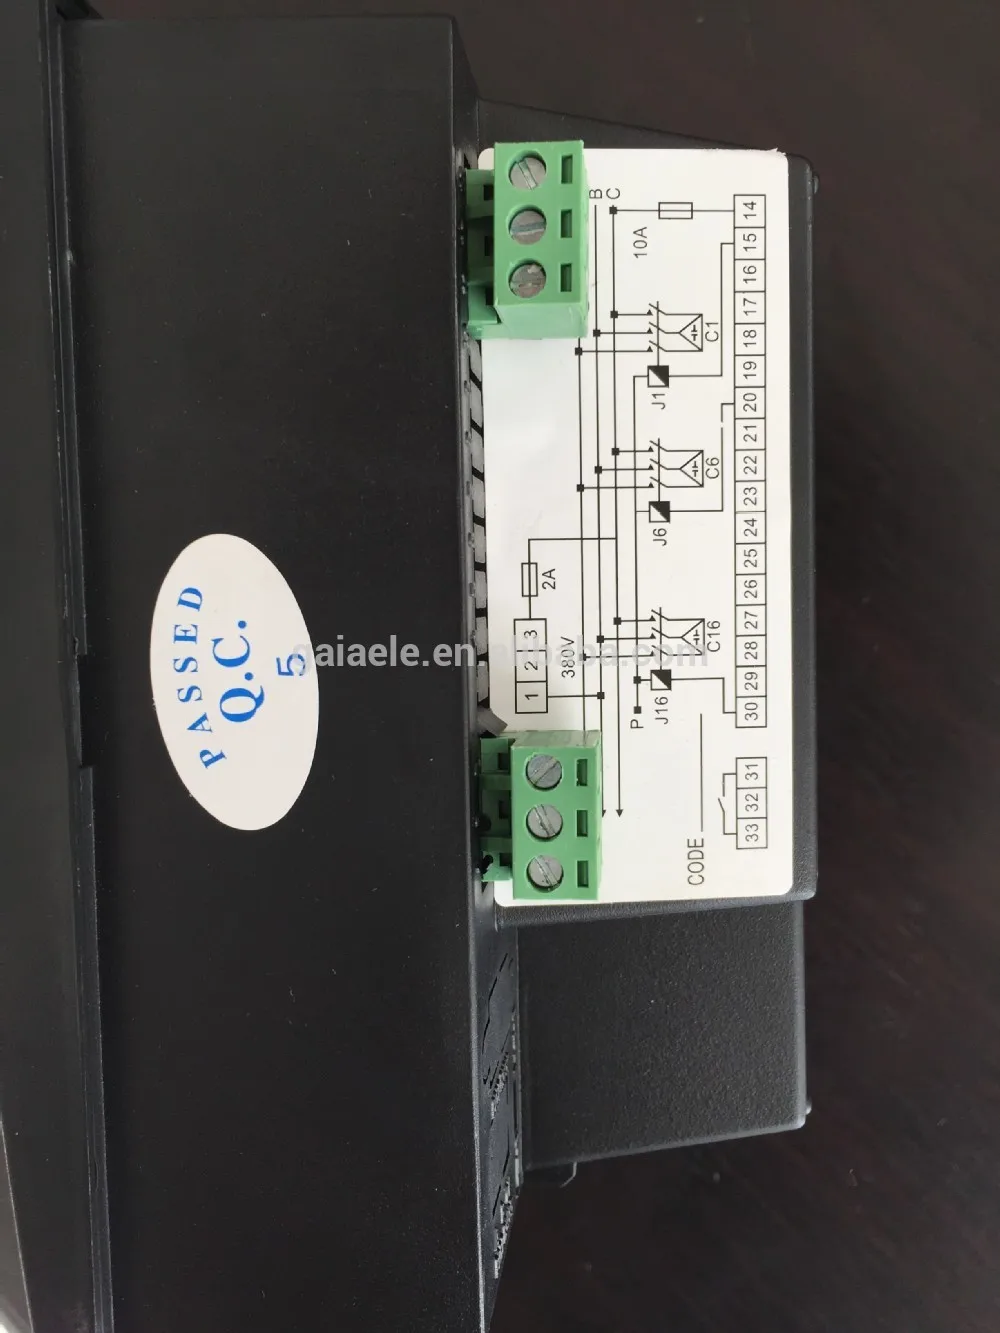 B
C
10A
14 15 16 17 18 19 20 21 22 23 24 25 26 27 28 29 30
C1
J1
C6
J6
2A
1 2 3
380V
C16
J16
P
31 32 33
CODE
PASSED
Q.C.
5
gaiaele.en.alibaba.com